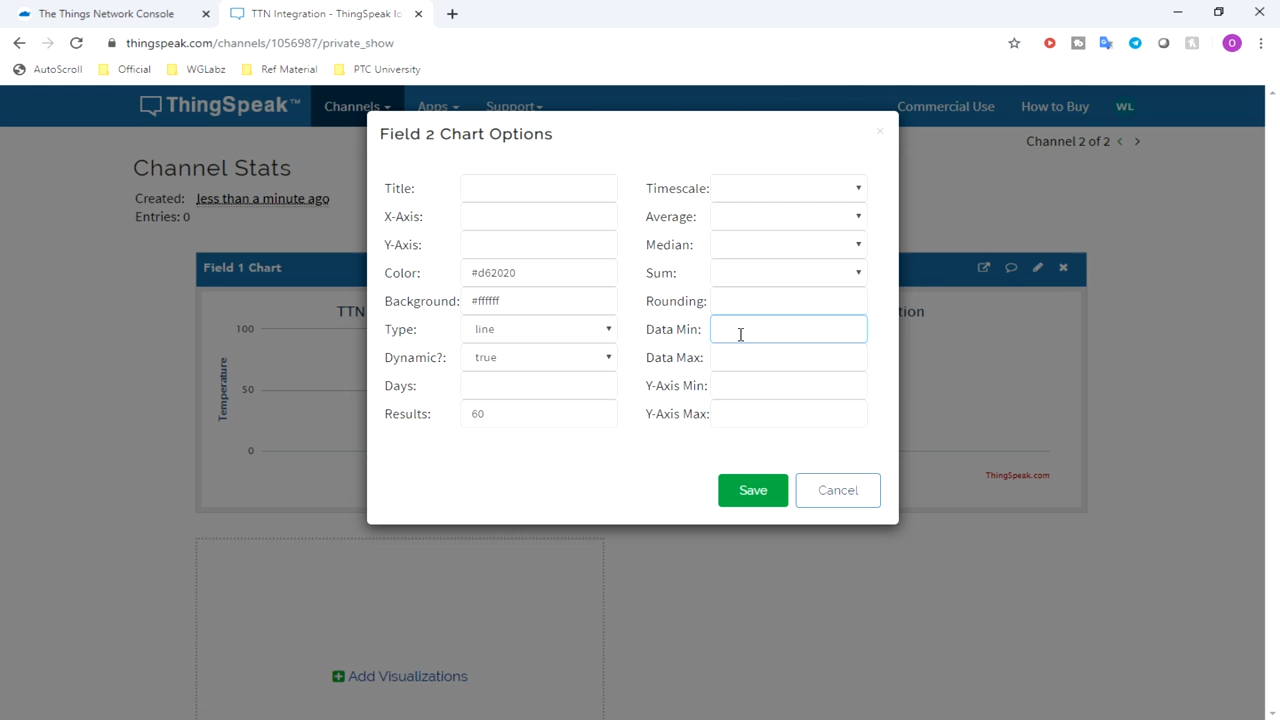 The Things Network Console
TTN Integration - ThingSpeak Io
thingspeak.com/channels/1056987/private_show
O
AutoScroll
Official
WGLabz
Ref Material
PTC University
ThingSpeak™
Channels
Apps
Support
Commercial Use
How to Buy
WL
Channel 2 of 2 < >
Channel Stats
Created: less than a minute ago
Entries: 0
Field 1 Chart
TTN
100
50
0
Temperature
ion
ThingSpeak.com
Add Visualizations
Field 2 Chart Options
×
Title:
X-Axis:
Y-Axis:
Color: #d62020
Background: #ffffff
Type: line
Dynamic?: true
Days:
Results: 60
Timescale:
Average:
Median:
Sum:
Rounding:
Data Min:
Data Max:
Y-Axis Min:
Y-Axis Max:
Save
Cancel